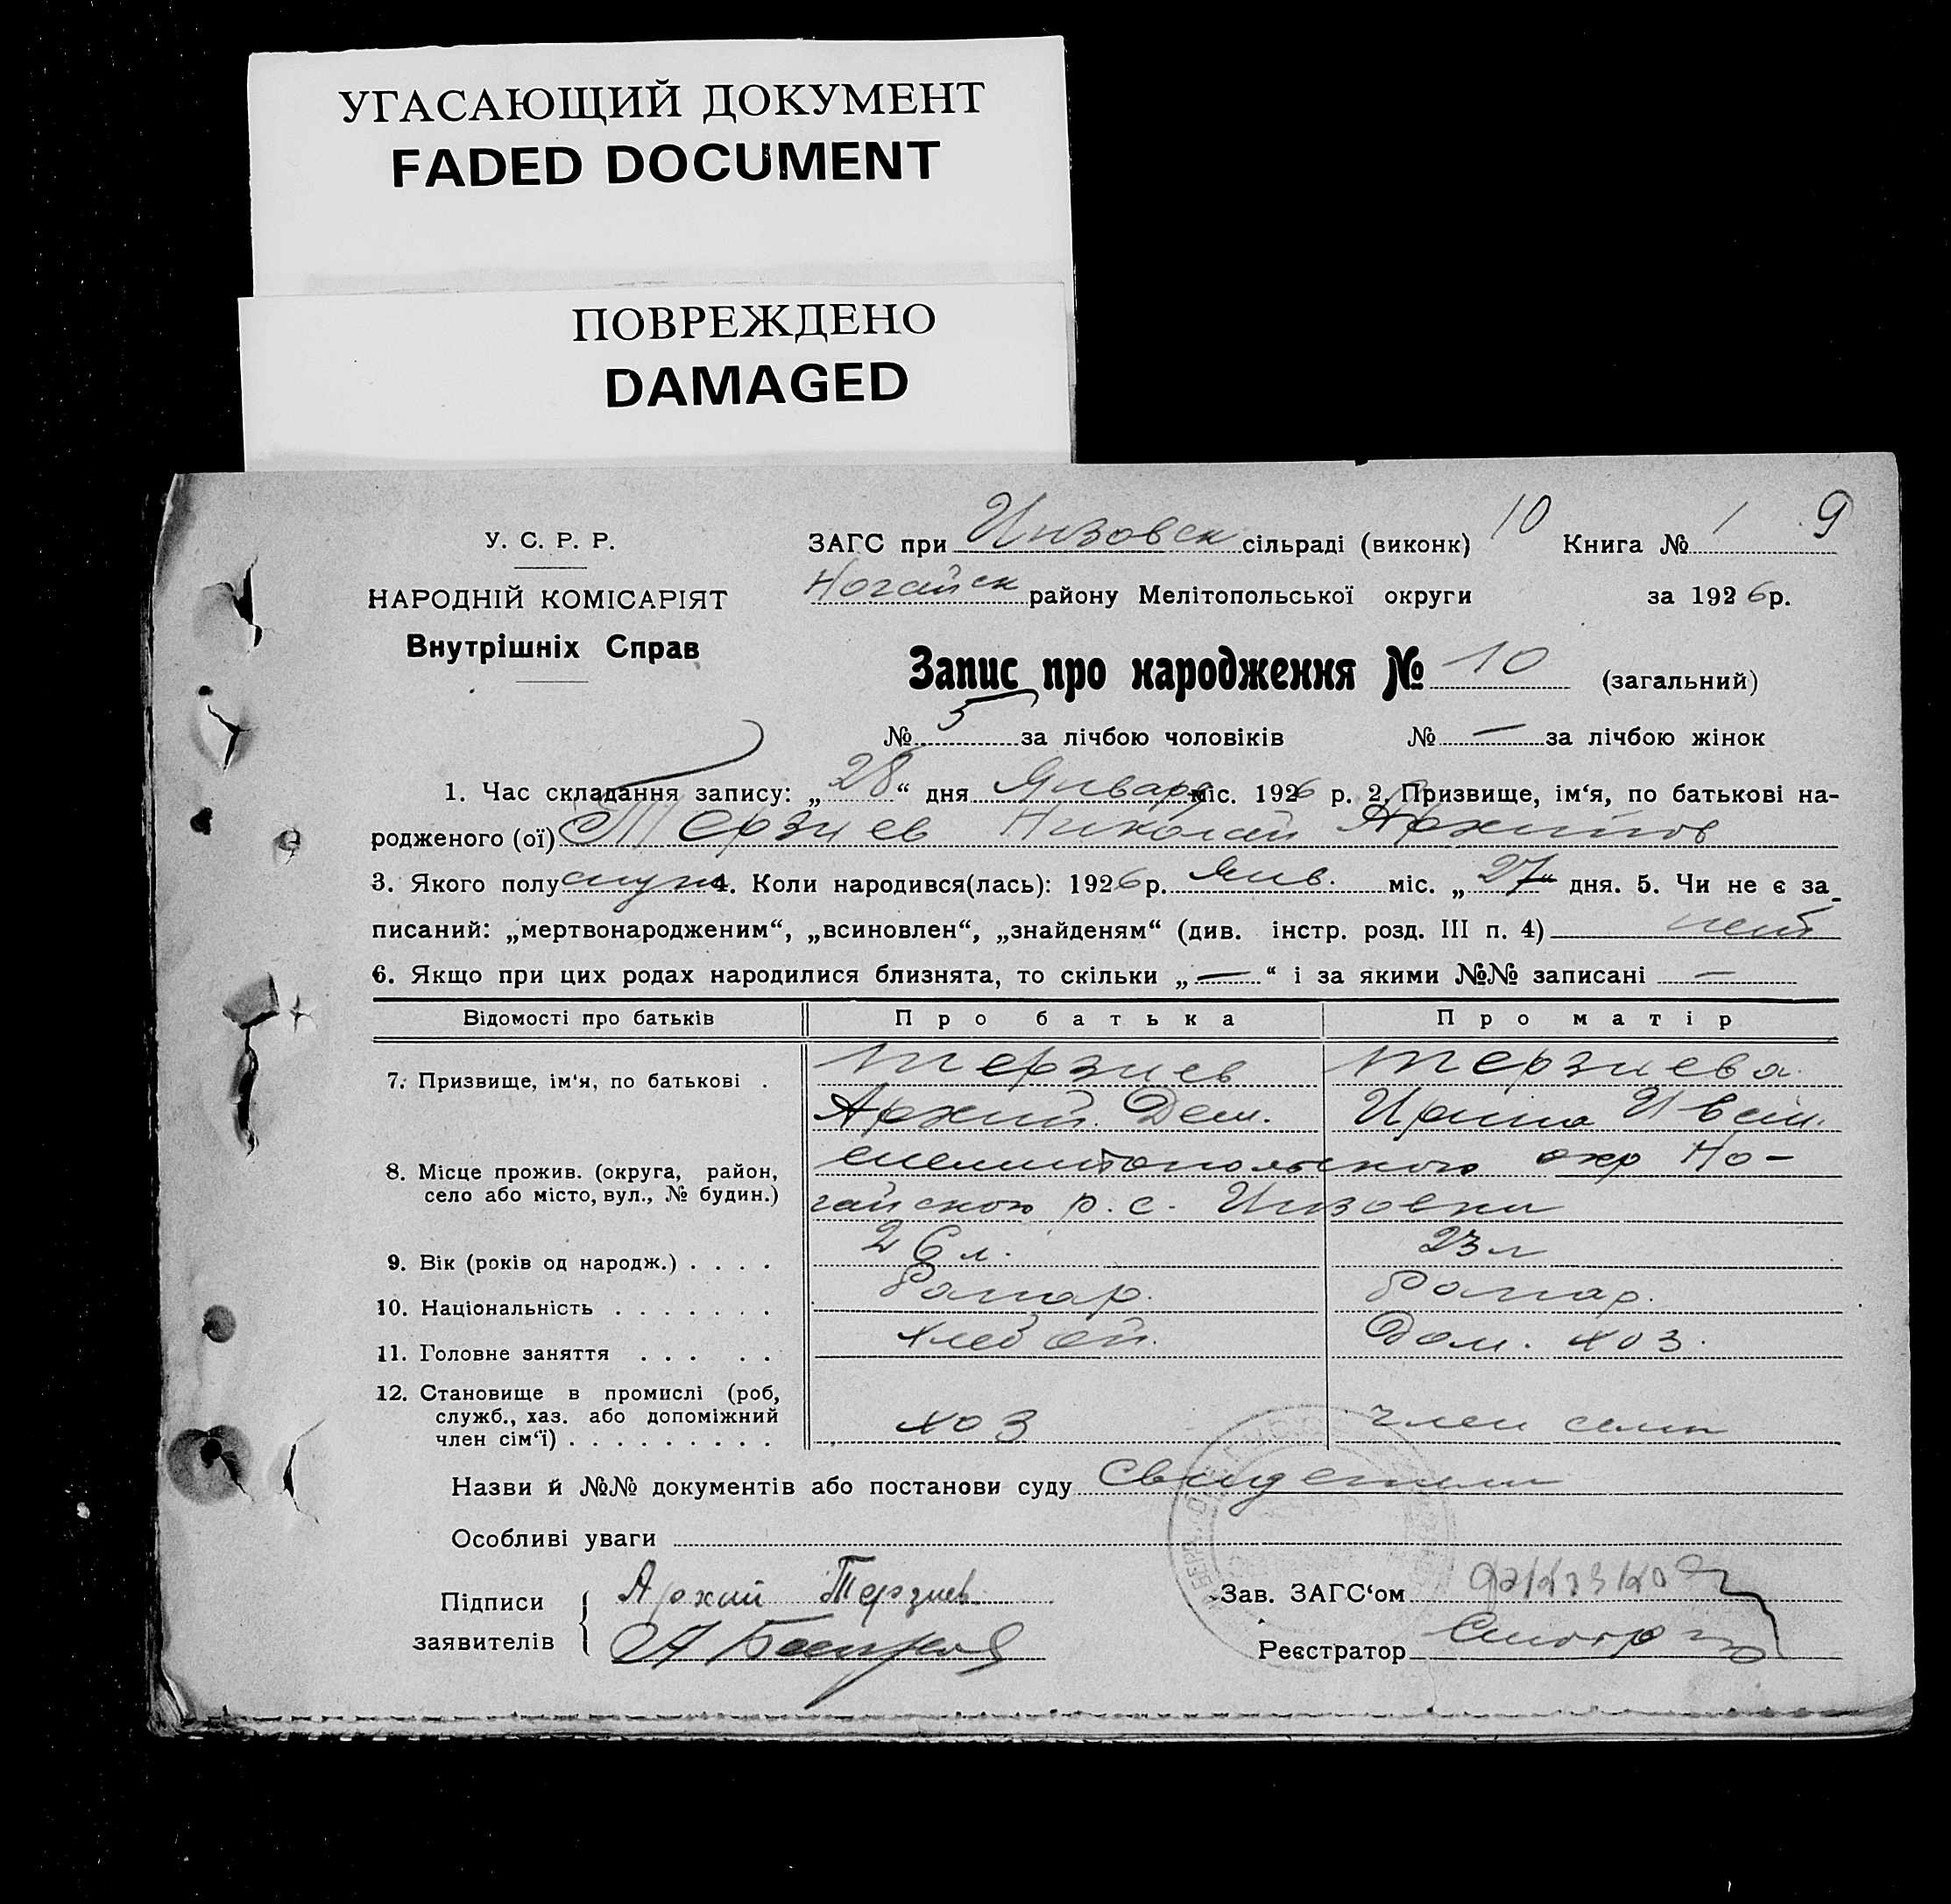 УГАСАЮЩИЙ ДОКУМЕНТ
FADED DOCUMENT
ПОВРЕЖДЕНО
DAMAGED
У. С. Р. Р.
НАРОДНІЙ КОМІСАРІЯТ
Внутрішніх Справ
ЗАГС при Инзовск сільраді (виконк) 10 Книга № 1 9
Ногайск району Мелітопольської округи за 1926 р.
Запис про народження № 10 (загальний)
№ 5 за лічбою чоловіків № — за лічбою жінок
1. Час складання запису: „28“ дня Января міс. 1926 р. 2. Призвище, ім‘я, по батькові на-
родженого (ої) Терзиев Николай Архипов
3. Якого полу муж 4. Коли народився(лась): 1926 р. Янв. міс. „27“ дня. 5. Чи не є за-
писаний: „мертвонародженим“, „всиновлен“, „знайденям“ (див. інстр. розд. III п. 4) нет
6. Якщо при цих родах народилися близнята, то скільки „—“ і за якими №№ записані —
Відомості про батьків Про батька Про матір
7. Призвище, ім‘я, по батькові . Терзиев Терзиева
Архип. Дем. Ирина Иван.
8. Місце прожив. (округа, район, Мелитопольского окр Но-
село або місто, вул., № будин.) гайского р. с. Инзовки
9. Вік (років од народж.) . . . . 26 л. 23 л
10. Національність . . . . . . . Болгар. Болгар.
11. Головне заняття . . . . . Хлебоп. Дом. хоз.
12. Становище в промислі (роб,
служб., хаз. або допоміжний хоз член семи
член сім‘ї) . . . . . . . . .
Назви й №№ документів або постанови суду Свидетели
Особливі уваги
Підписи Архип Терзиев Зав. ЗАГС‘ом
заявителів А Реєстратор